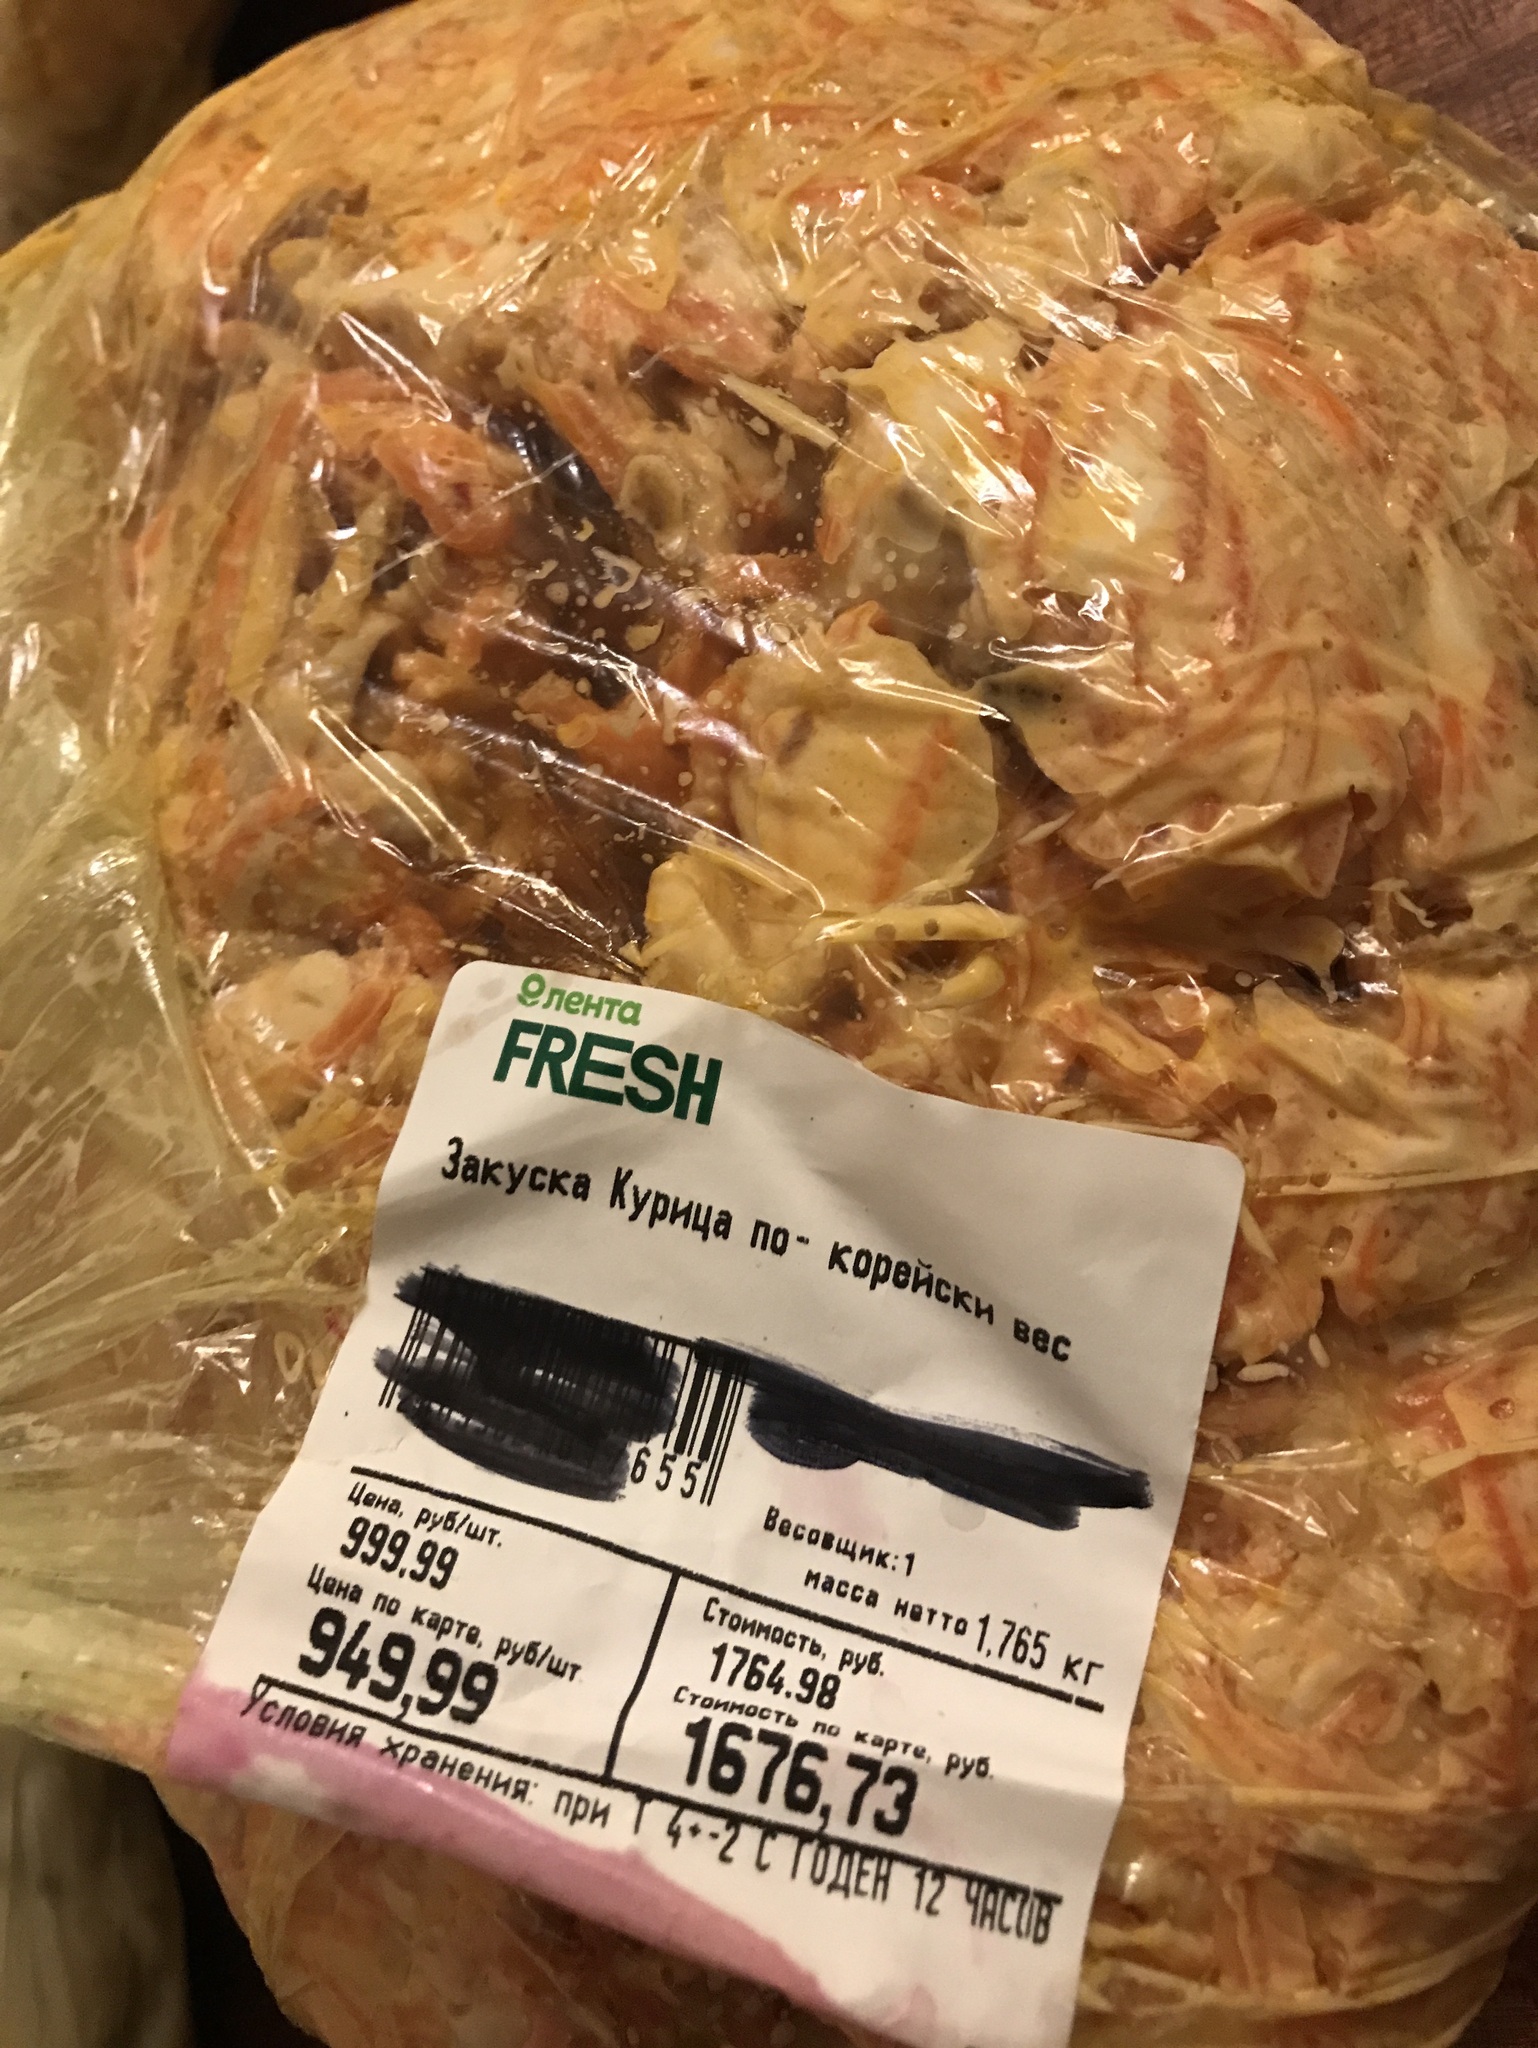 лента
FRESH
Закуска Курица по- корейски вес
655
Весовщик:1
масса нетто 1,765 кг
Цена, руб/шт.
999.99
Цена по карте, руб/шт
949,99
Стоимость, руб.
1764.98
Стоимость по карте, руб.
1676,73
Условия хранения: при Т 4+-2 С ГОДЕН 12 ЧАСОВ